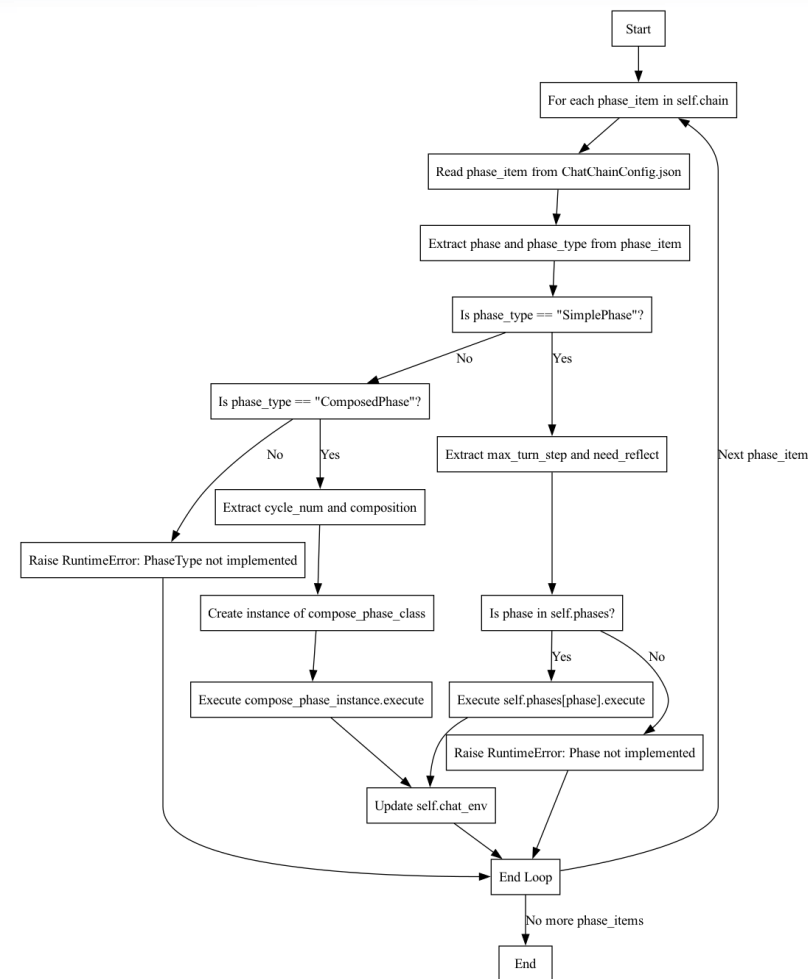 Start
For each phase_item in self.chain
Read phase_item from ChatChainConfig.json
Extract phase and phase_type from phase_item
Is phase_type == "SimplePhase"?
No
Yes
Is phase_type == "ComposedPhase"?
No
Yes
Extract max_turn_step and need_reflect
Next phase_item
Extract cycle_num and composition
Raise RuntimeError: PhaseType not implemented
Create instance of compose_phase_class
Is phase in self.phases?
Yes
No
Execute compose_phase_instance.execute
Execute self.phases[phase].execute
Raise RuntimeError: Phase not implemented
Update self.chat_env
End Loop
No more phase_items
End